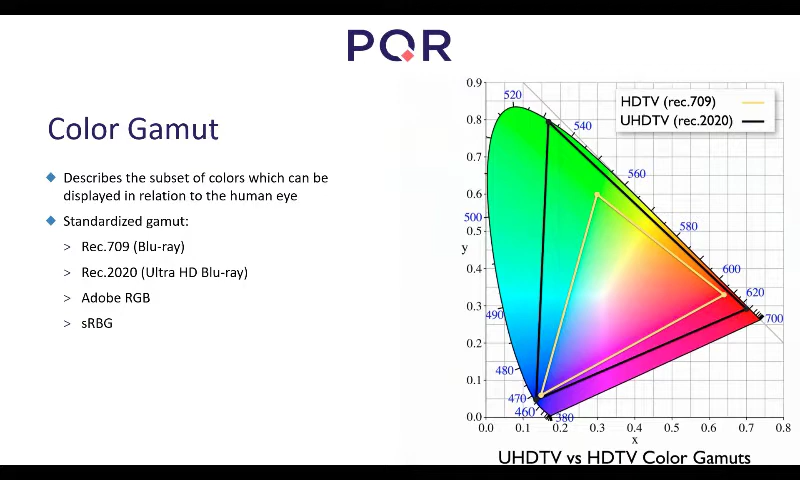 PQR
Color Gamut
Describes the subset of colors which can be
displayed in relation to the human eye
Standardized gamut:
> Rec.709 (Blu-ray)
> Rec.2020 (Ultra HD Blu-ray)
> Adobe RGB
> sRBG
HDTV (rec.709)
UHDTV (rec.2020)
0.9
0.8
0.7
0.6
0.5
y
0.4
0.3
0.2
0.1
0.0
520
540
560
500
580
600
620
490
700
480
470
460
380
0.0 0.1 0.2 0.3 0.4 0.5 0.6 0.7 0.8
x
UHDTV vs HDTV Color Gamuts